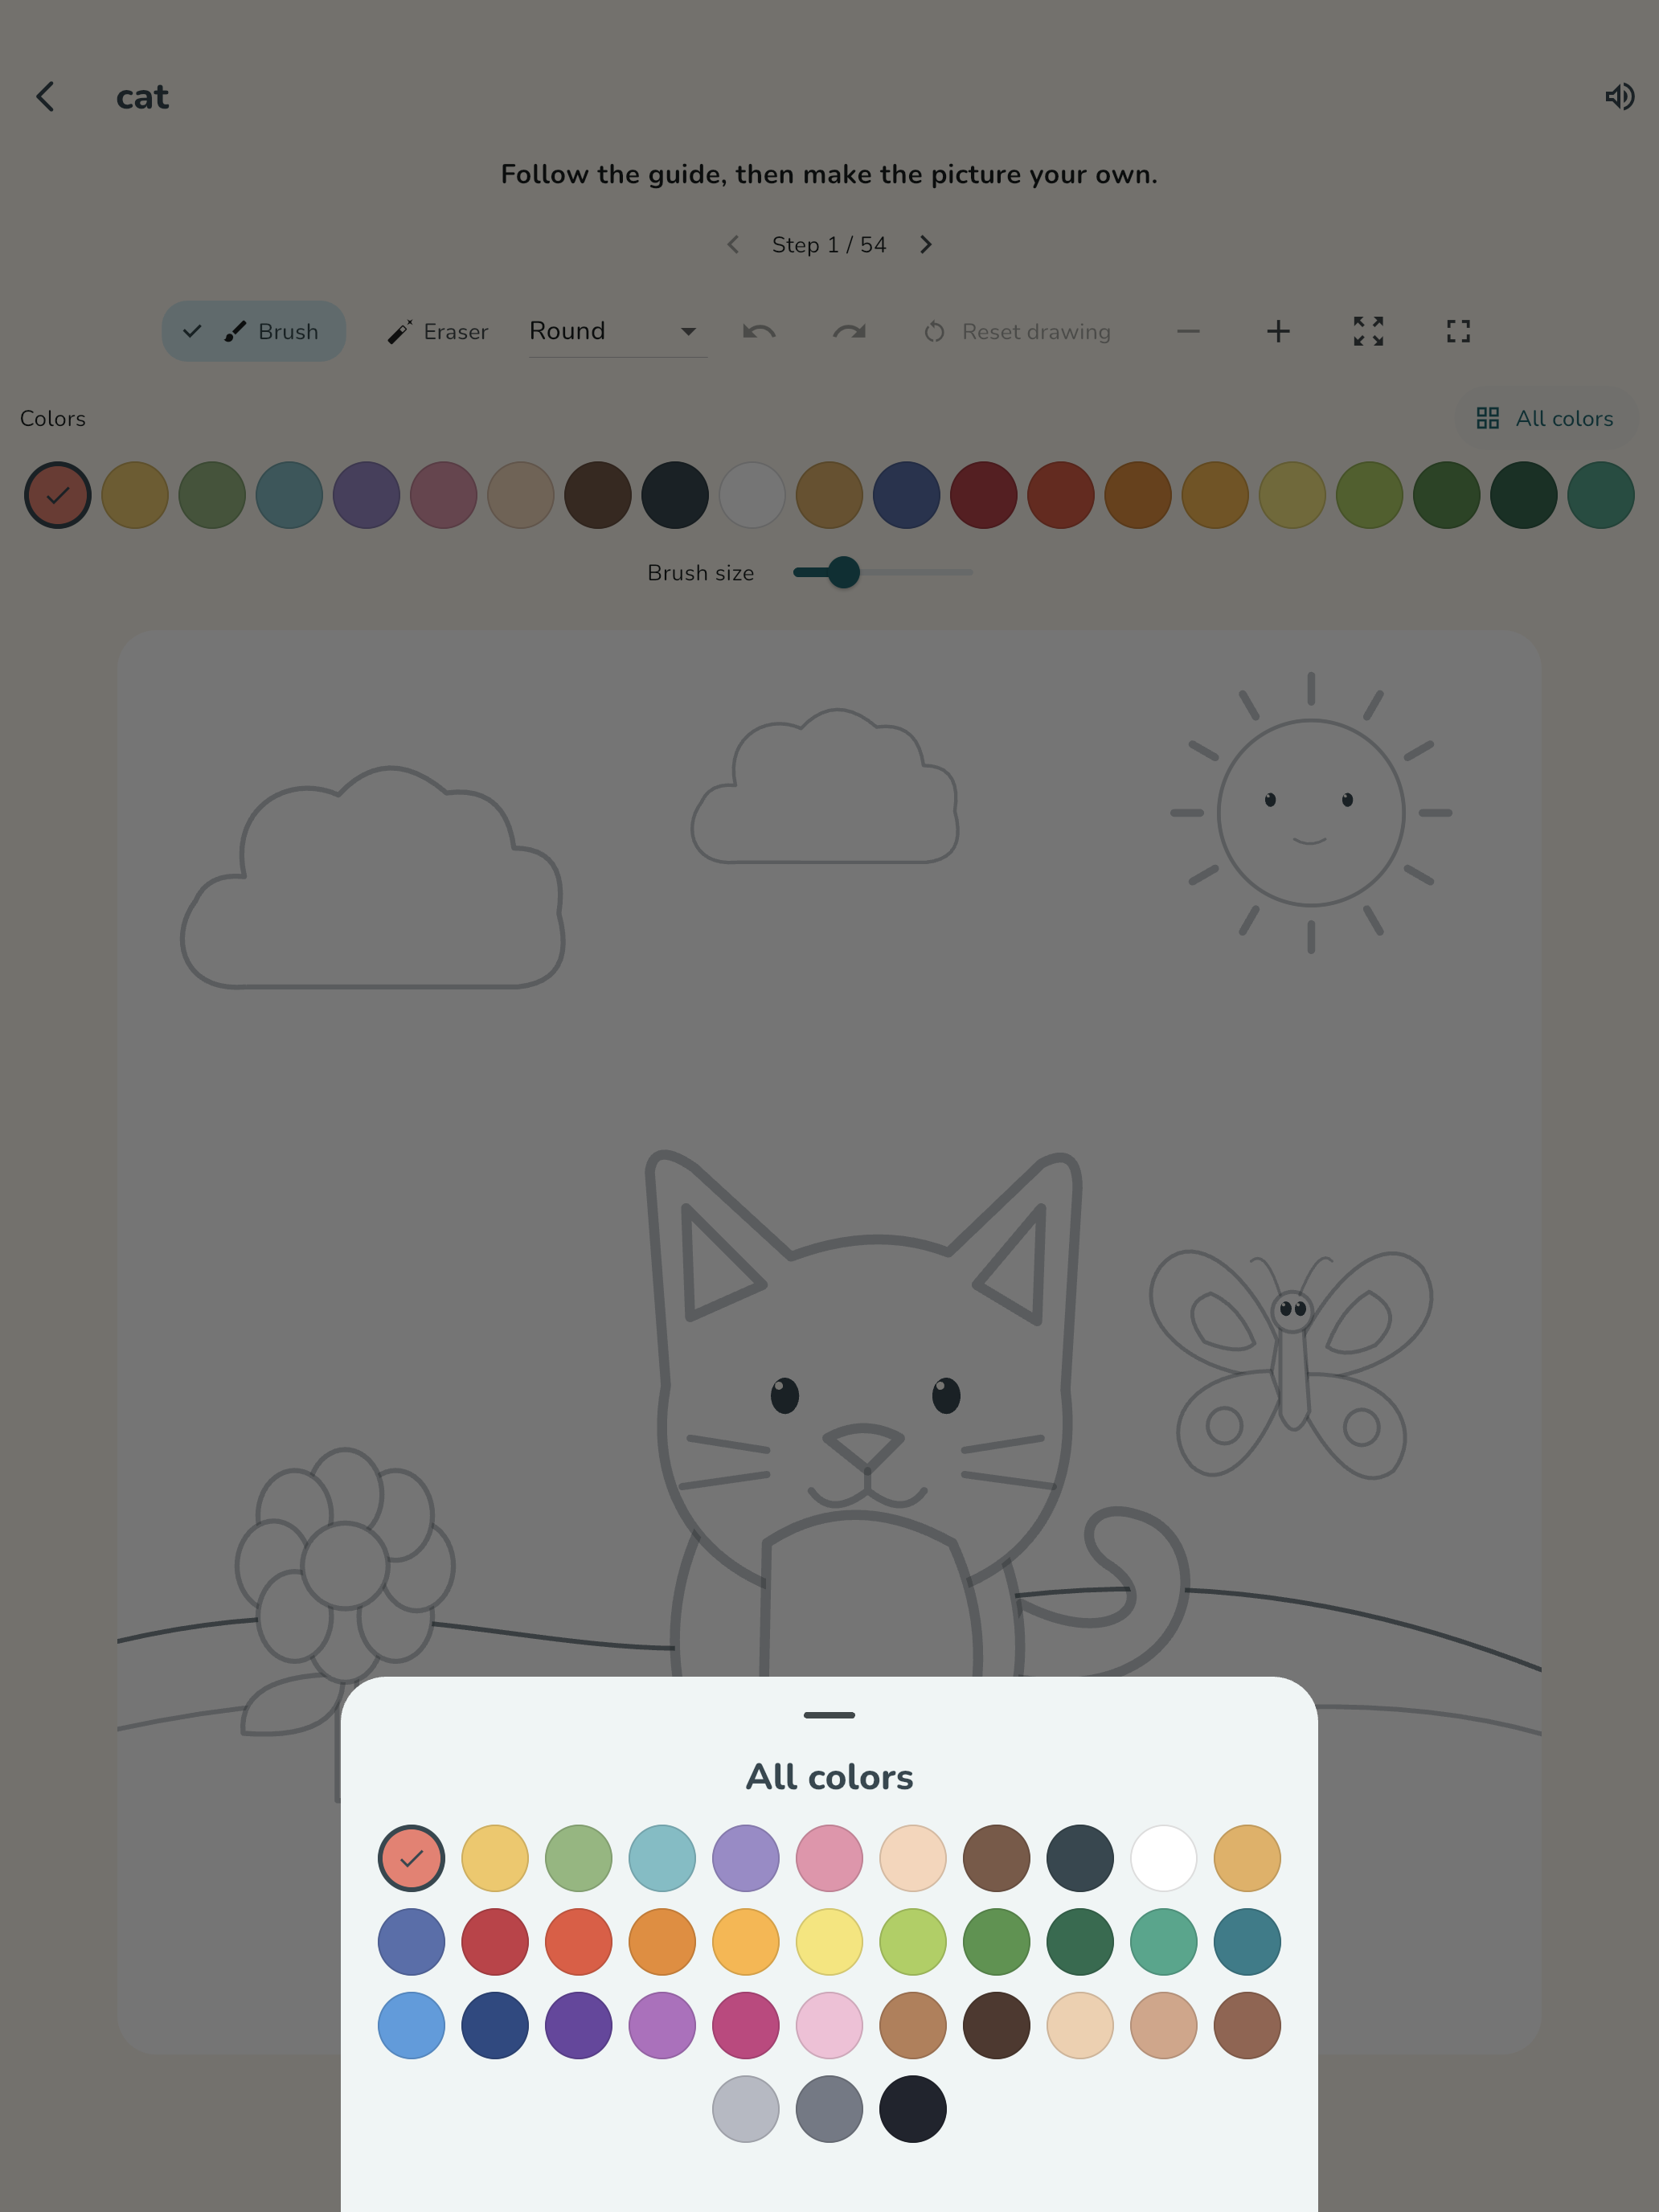 cat
Follow the guide, then make the picture your own.
Step 1 / 54
Brush Eraser Round Reset drawing
Colors All colors
Brush size
All colors